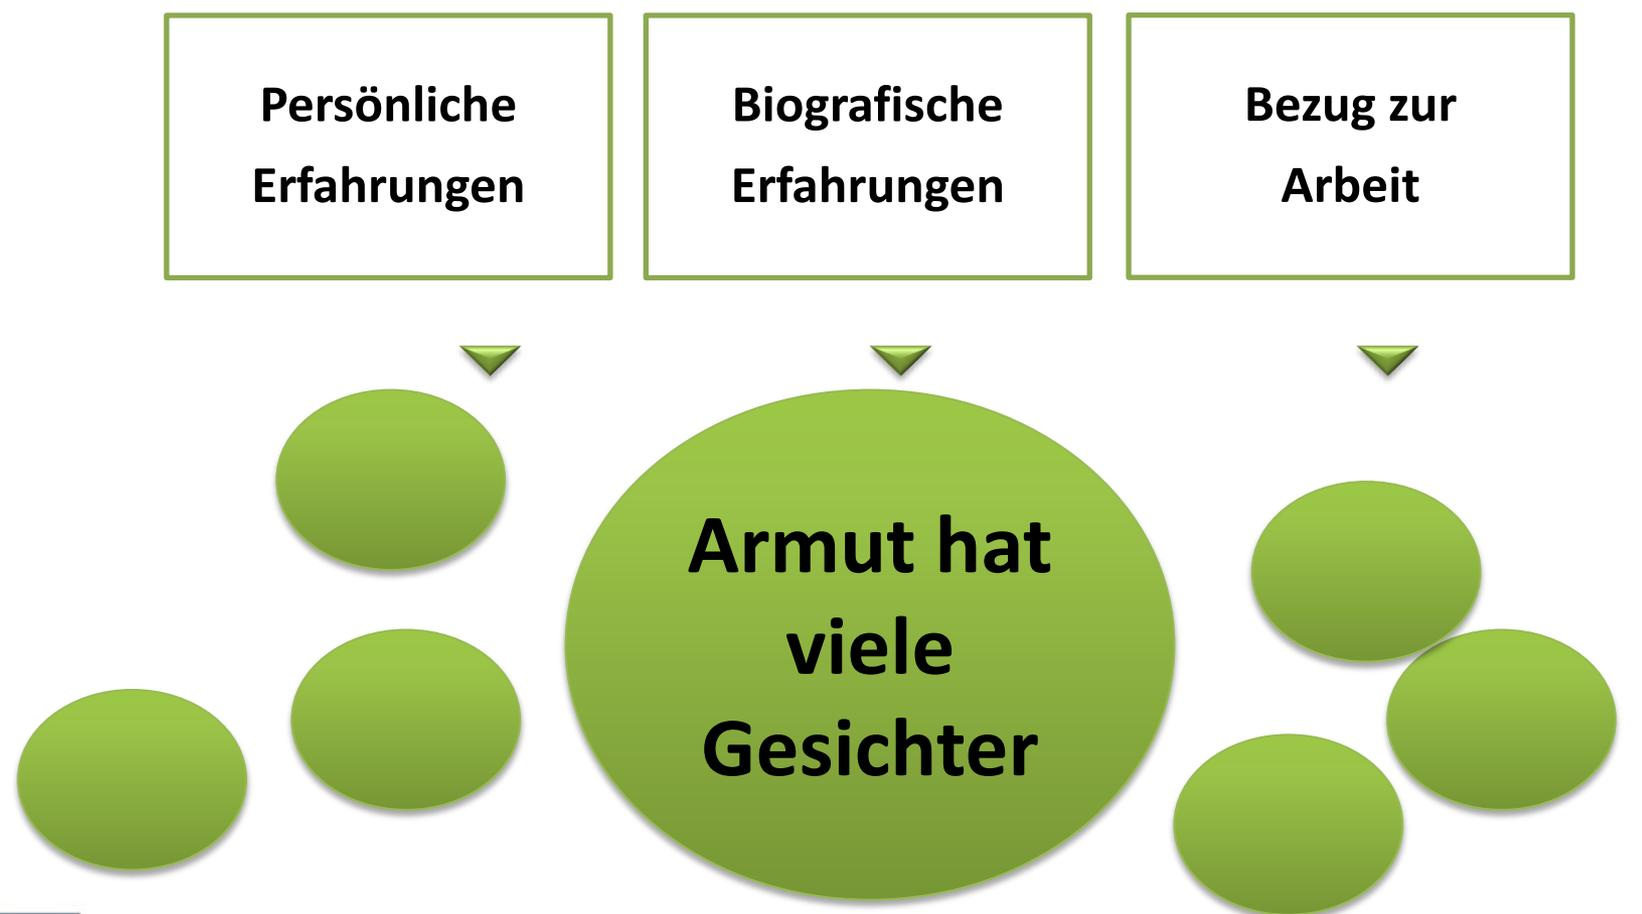 Persönliche
Erfahrungen
Biografische
Erfahrungen
Bezug zur
Arbeit
Armut hat
viele
Gesichter